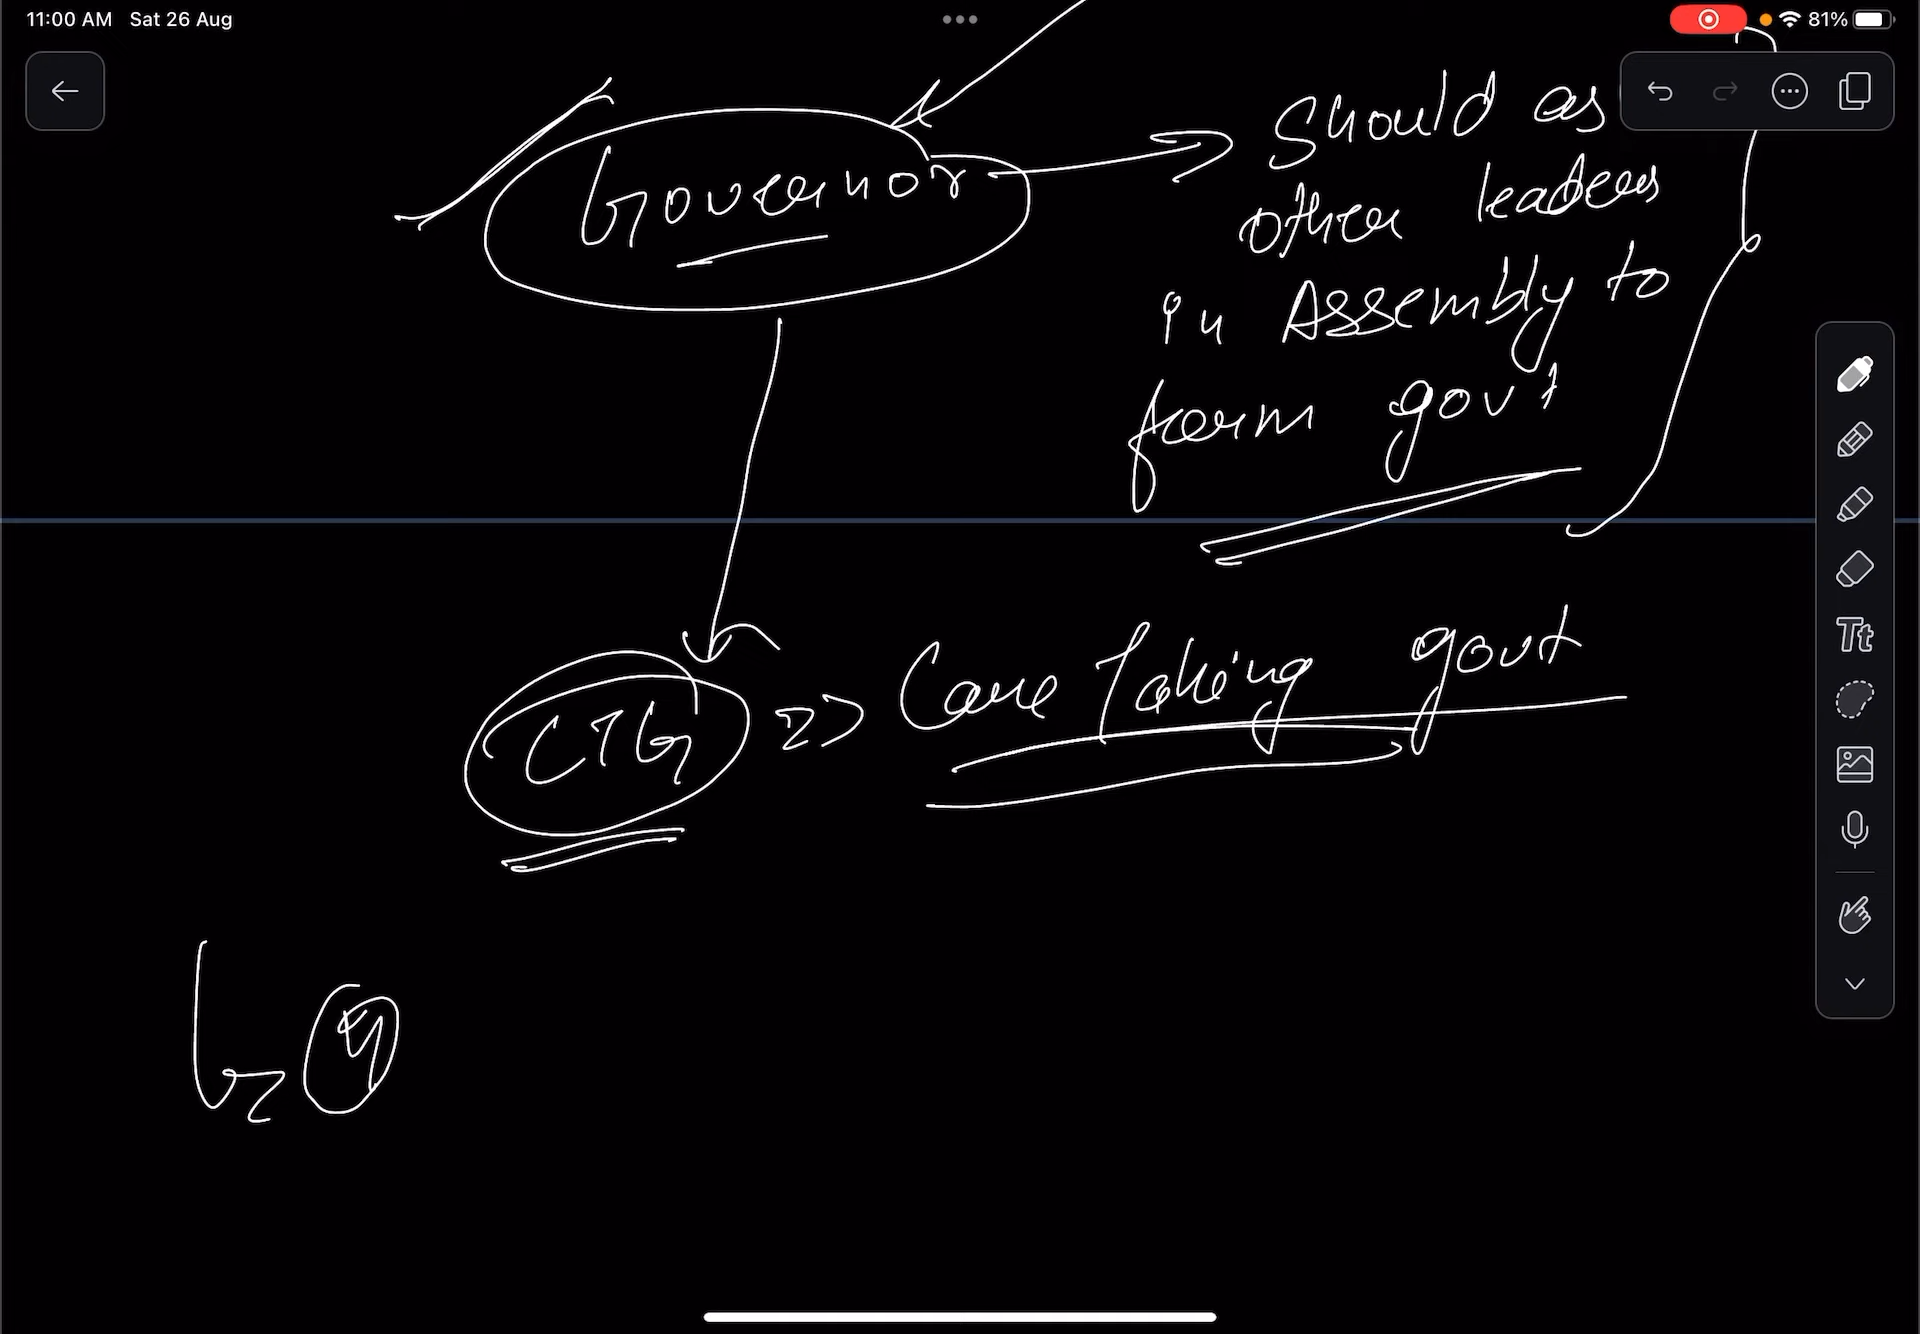 11:00 AM Sat 26 Aug
81%
Governor
Should as
other leaders
in Assembly to
form govt
Tt
CTG => Care Taking govt